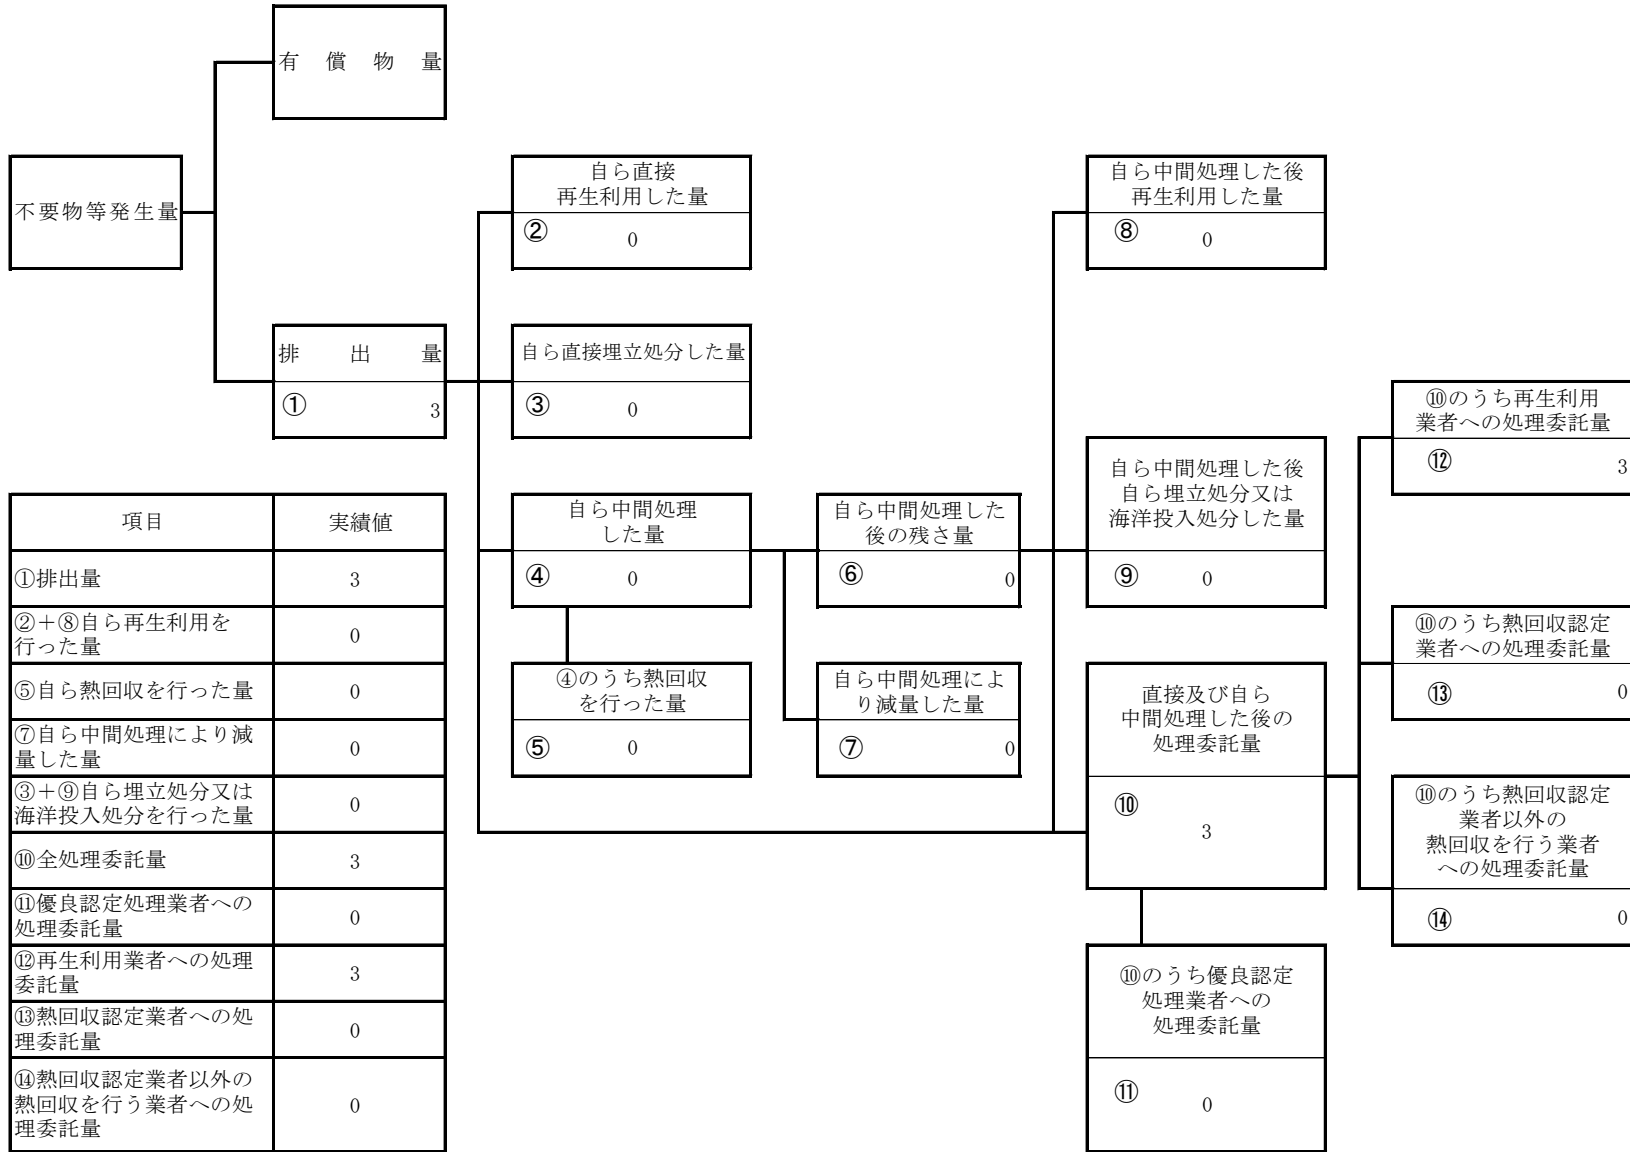 有償物量
不要物等発生量
排出量
① 3
自ら直接
再生利用した量
② 0
自ら直接埋立処分した量
③ 0
自ら中間処理
した量
④ 0
④のうち熱回収
を行った量
⑤ 0
自ら中間処理した
後の残さ量
⑥ 0
自ら中間処理によ
り減量した量
⑦ 0
自ら中間処理した後
再生利用した量
⑧ 0
自ら中間処理した後
自ら埋立処分又は
海洋投入処分した量
⑨ 0
直接及び自ら
中間処理した後の
処理委託量
⑩
3
⑩のうち優良認定
処理業者への
処理委託量
⑪
0
⑩のうち再生利用
業者への処理委託量
⑫ 3
⑩のうち熱回収認定
業者への処理委託量
⑬ 0
⑩のうち熱回収認定
業者以外の
熱回収を行う業者
への処理委託量
⑭ 0
項目 実績値
①排出量 3
②+⑧自ら再生利用を
行った量 0
⑤自ら熱回収を行った量 0
⑦自ら中間処理により減
量した量 0
③+⑨自ら埋立処分又は
海洋投入処分を行った量 0
⑩全処理委託量 3
⑪優良認定処理業者への
処理委託量 0
⑫再生利用業者への処理
委託量 3
⑬熱回収認定業者への処
理委託量 0
⑭熱回収認定業者以外の
熱回収を行う業者への処
理委託量 0